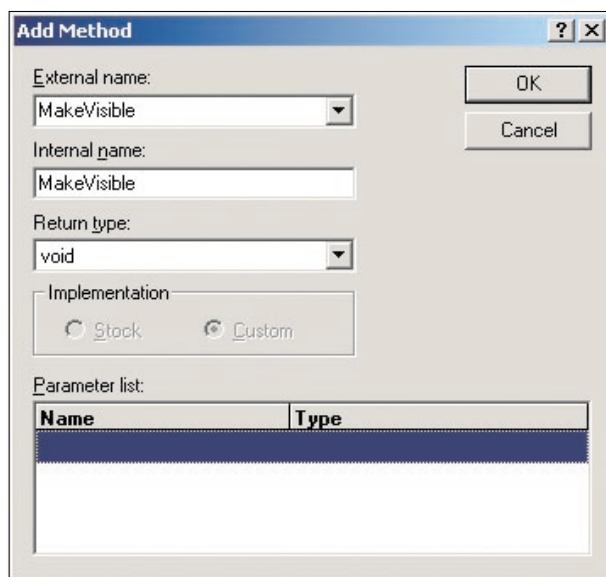 Add Method
External name:
MakeVisible
OK
Cancel
Internal name:
MakeVisible
Return type:
void
Implementation
Stock
Custom
Parameter list:
Name Type